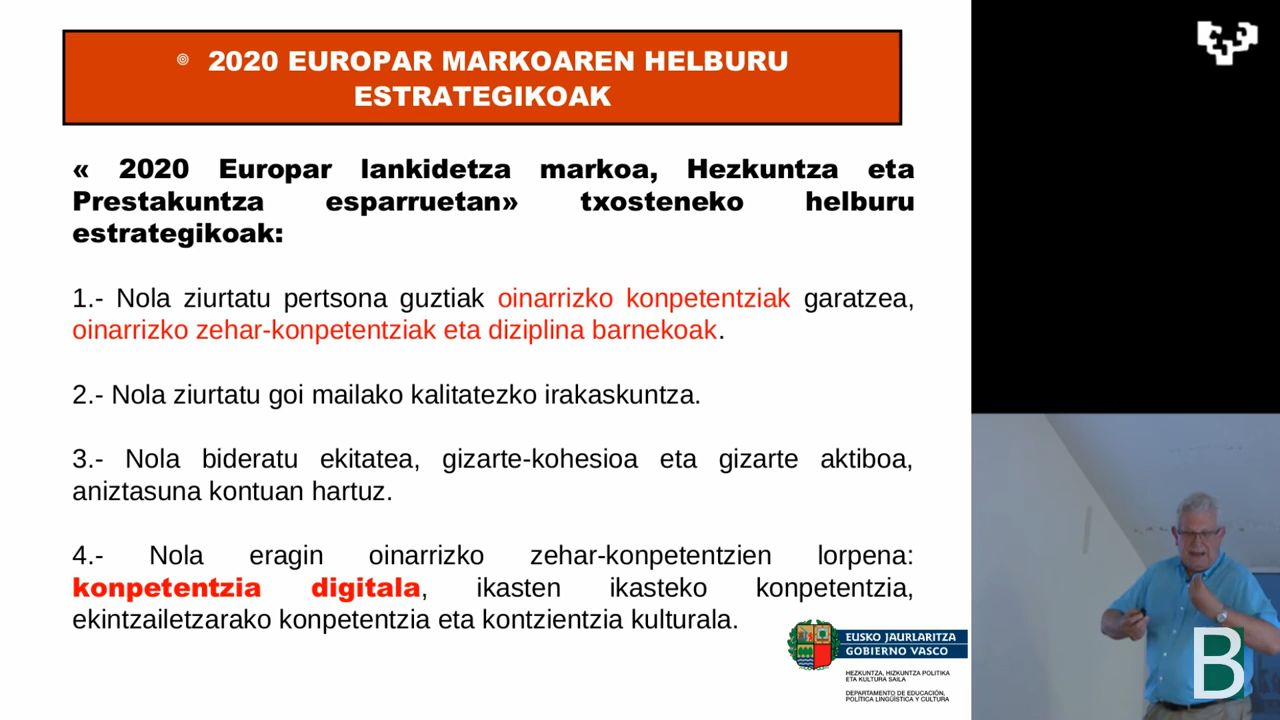 2020 EUROPAR MARKOAREN HELBURU
ESTRATEGIKOAK
« 2020 Europar lankidetza markoa, Hezkuntza eta
Prestakuntza esparruetan» txosteneko helburu
estrategikoak:
1.- Nola ziurtatu pertsona guztiak oinarrizko konpetentziak garatzea,
oinarrizko zehar-konpetentziak eta diziplina barnekoak.
2.- Nola ziurtatu goi mailako kalitatezko irakaskuntza.
3.- Nola bideratu ekitatea, gizarte-kohesioa eta gizarte aktiboa,
aniztasuna kontuan hartuz.
4.- Nola eragin oinarrizko zehar-konpetentzien lorpena:
konpetentzia digitala, ikasten ikasteko konpetentzia,
ekintzailetzarako konpetentzia eta kontzientzia kulturala.
EUSKO JAURLARITZA
GOBIERNO VASCO
HEZKUNTZA, HIZKUNTZA POLITIKA
ETA KULTURA SAILA
DEPARTAMENTO DE EDUCACIÓN,
POLÍTICA LINGÜÍSTICA Y CULTURA
B